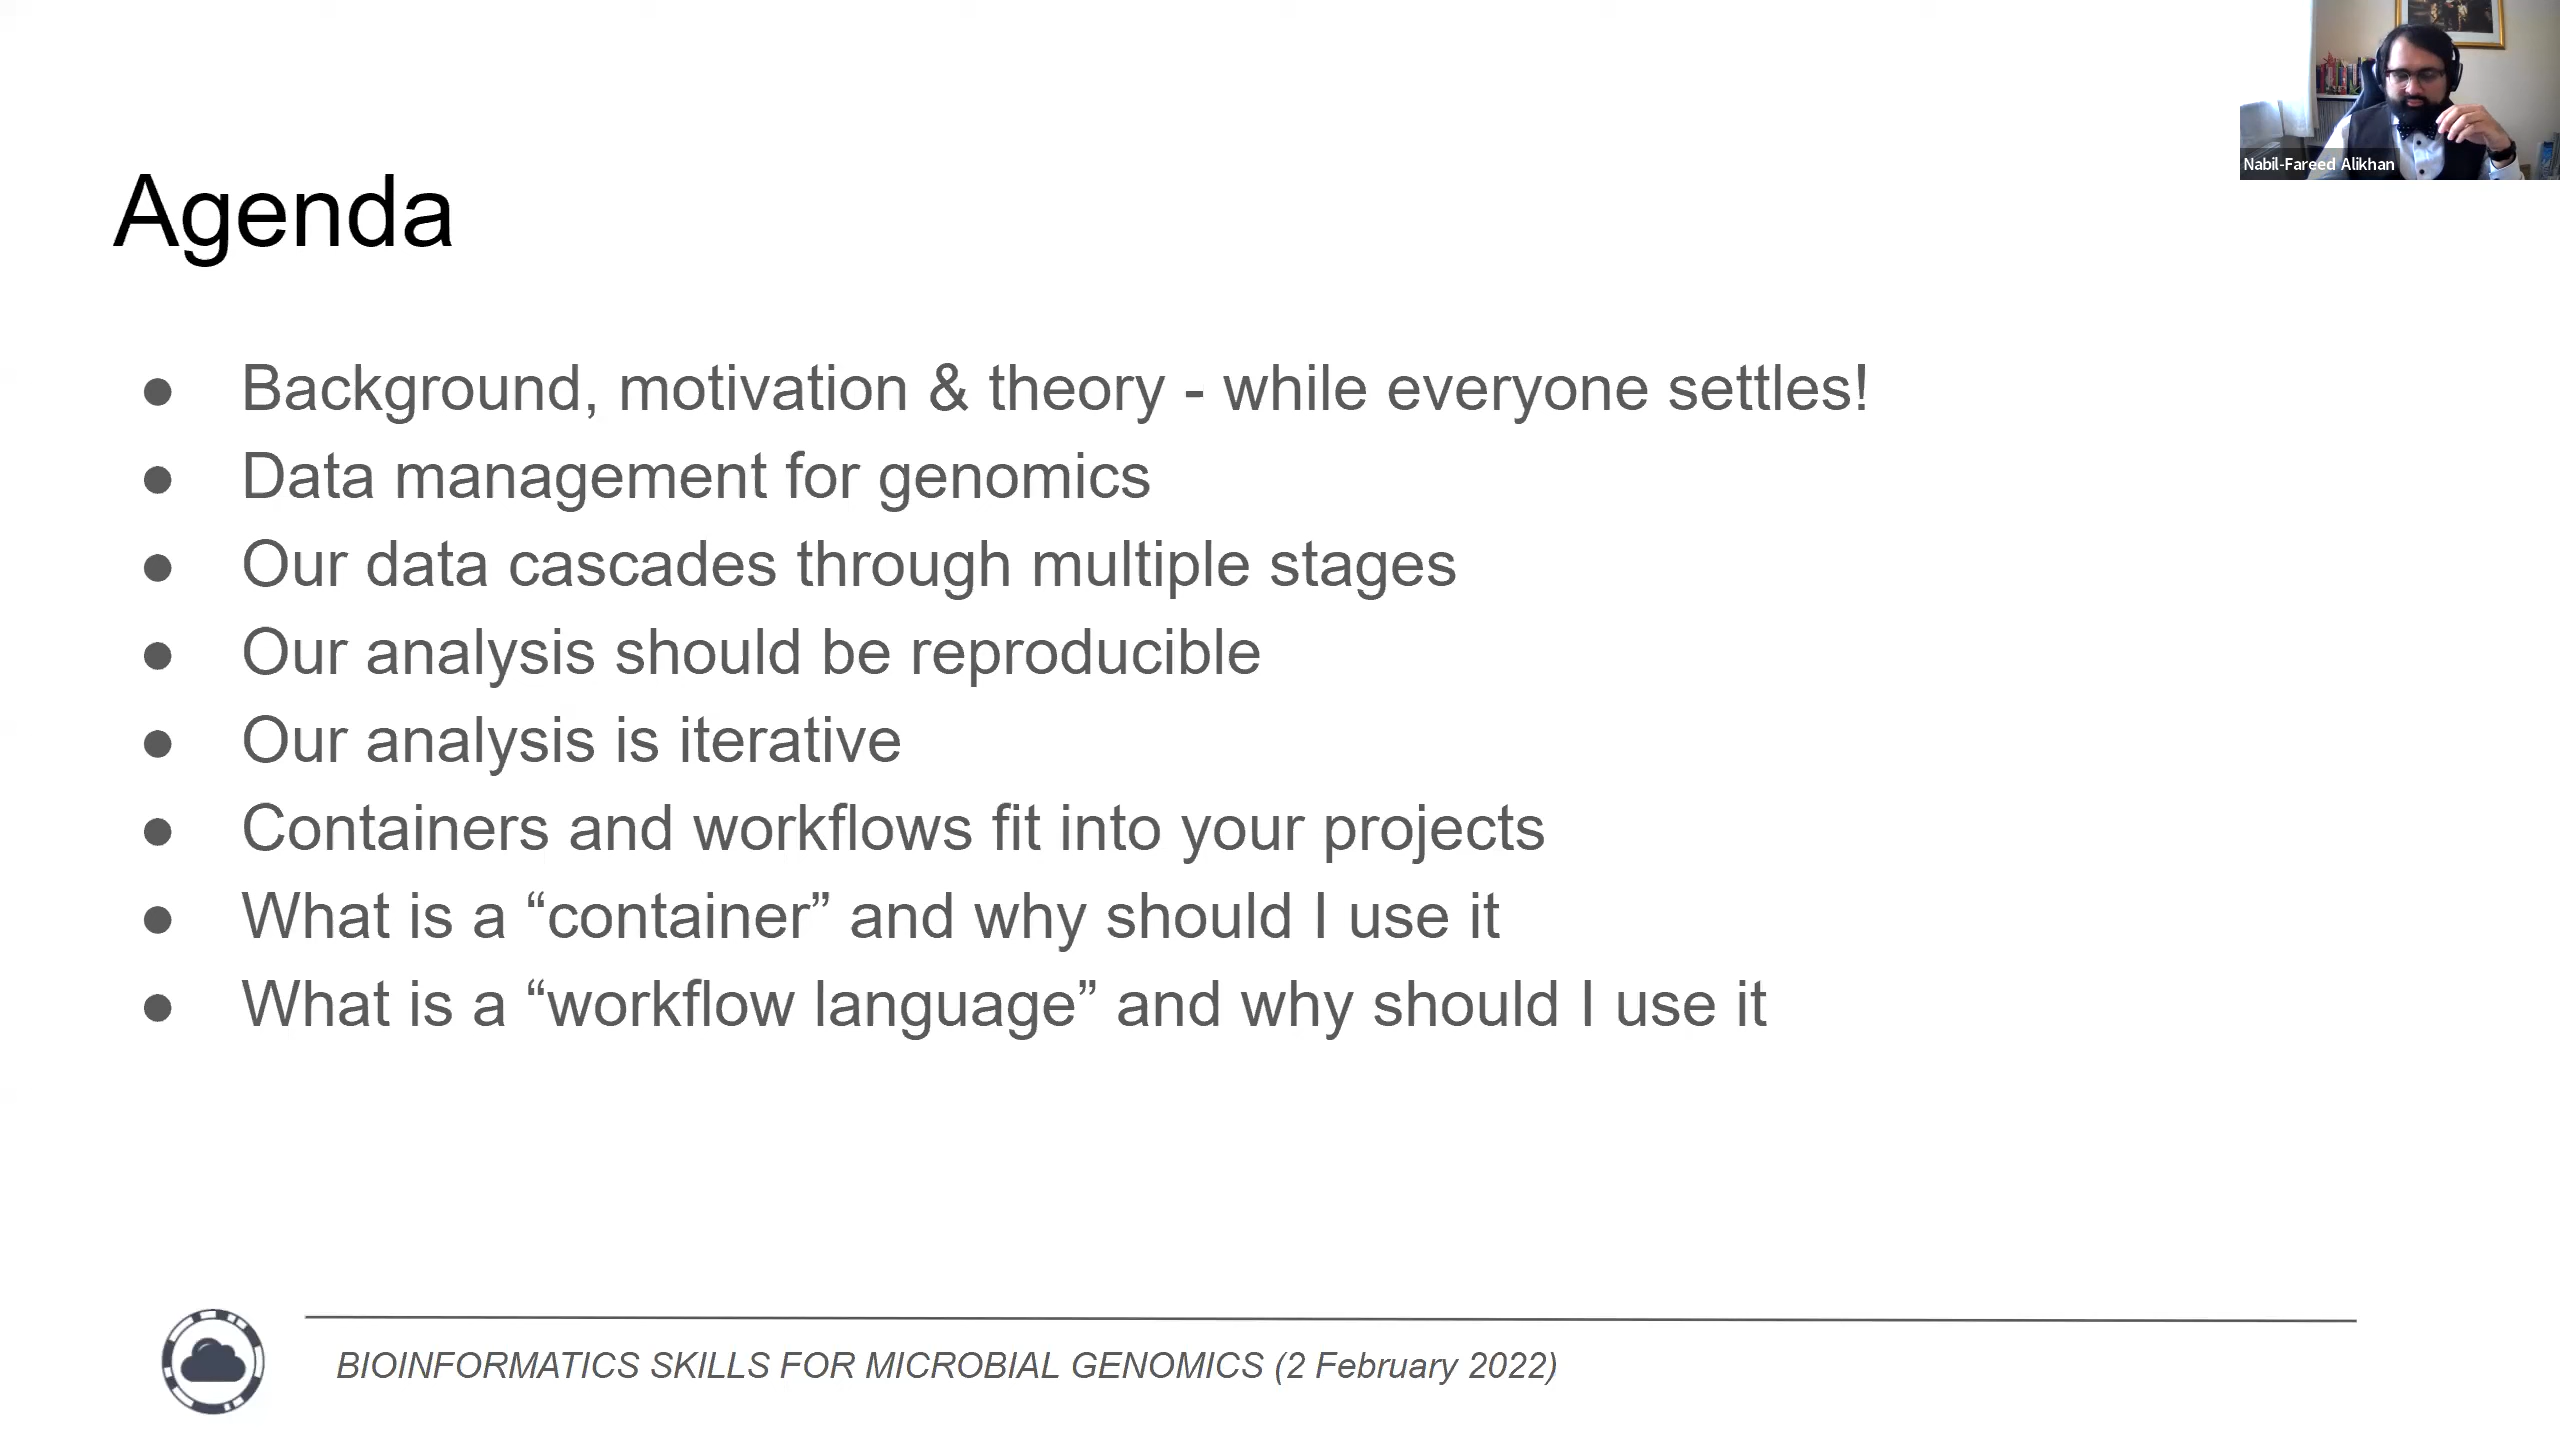 Nabil-Fareed Alikhan
Agenda
● Background, motivation & theory - while everyone settles!
● Data management for genomics
● Our data cascades through multiple stages
● Our analysis should be reproducible
● Our analysis is iterative
● Containers and workflows fit into your projects
● What is a “container” and why should I use it
● What is a “workflow language” and why should I use it
BIOINFORMATICS SKILLS FOR MICROBIAL GENOMICS (2 February 2022)